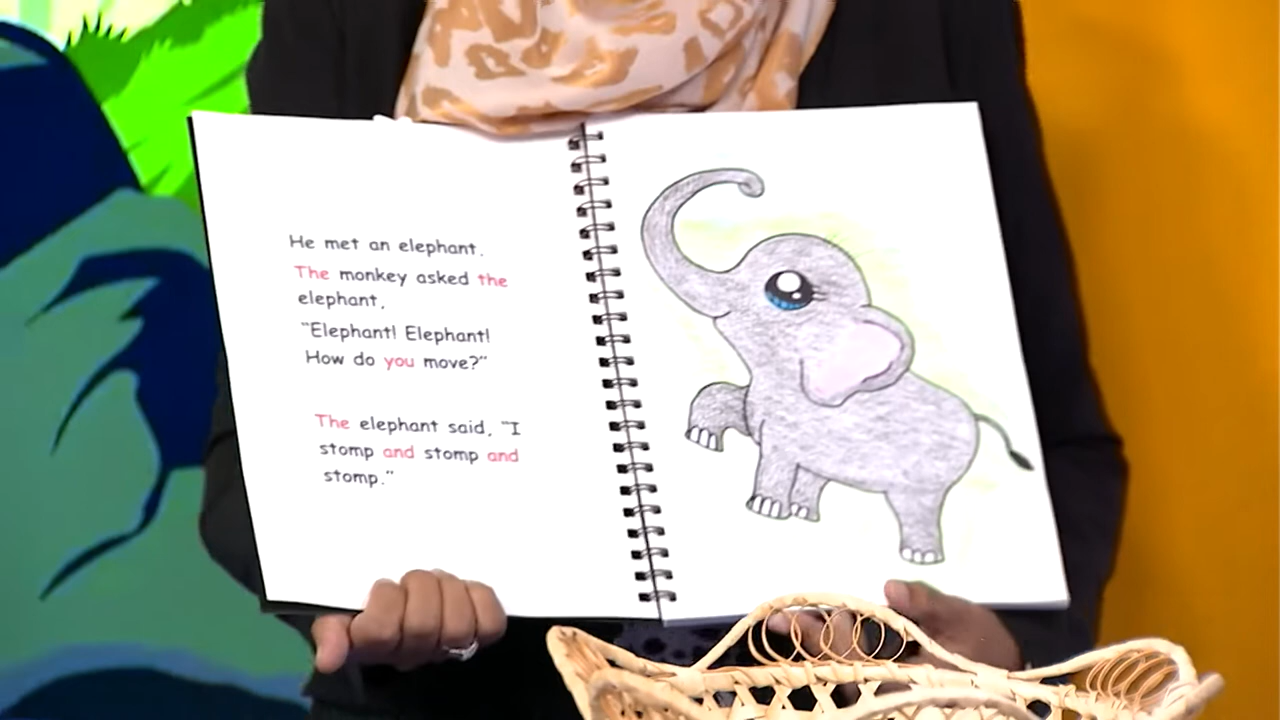 He met an elephant.
The monkey asked the
elephant,
“Elephant! Elephant!
How do you move?”
The elephant said, “I
stomp and stomp and
stomp.”